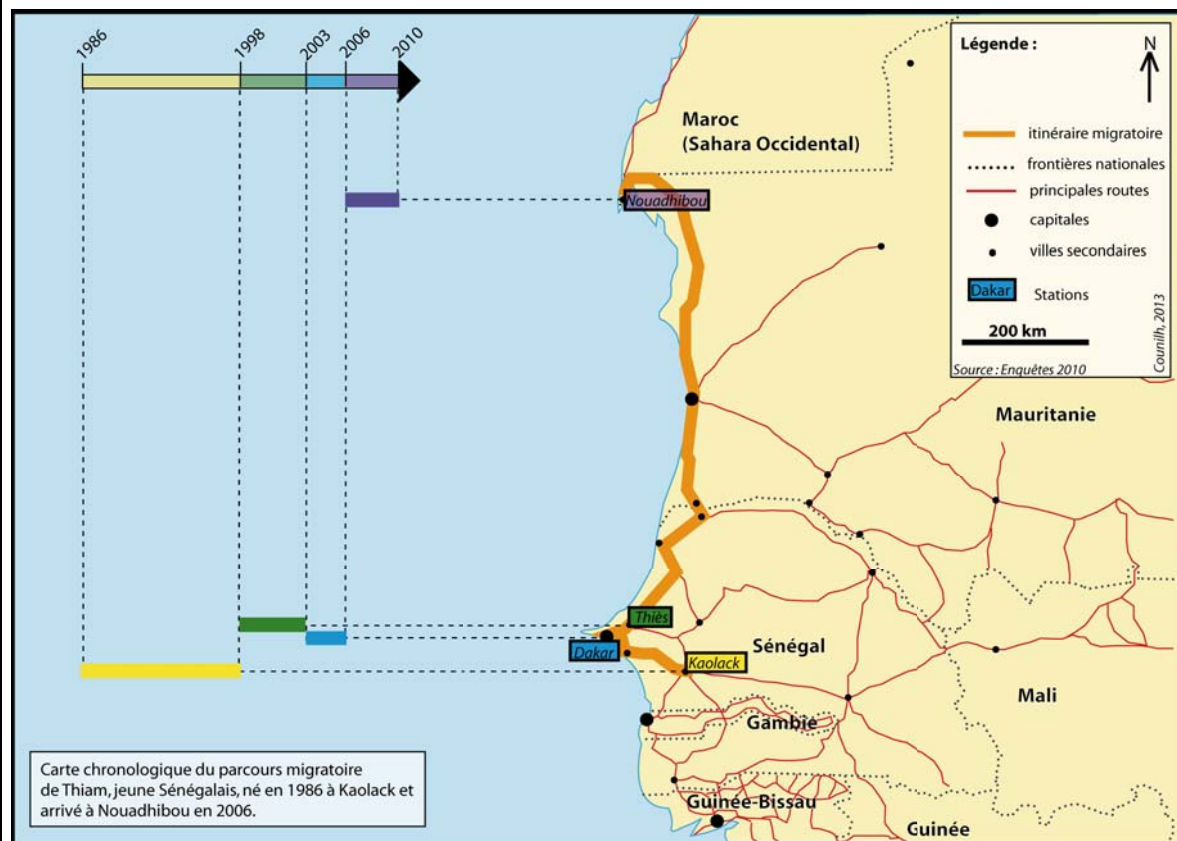 1986
1998
2003
2006
2010
Légende :
N
itinéraire migratoire
frontières nationales
principales routes
capitales
villes secondaires
Dakar
Stations
200 km
Source : Enquêtes 2010
Counilh, 2013
Maroc
(Sahara Occidental)
Nouadhibou
Mauritanie
Thiès
Dakar
Sénégal
Kaolack
Mali
Gambie
Guinée-Bissau
Guinée
Carte chronologique du parcours migratoire
de Thiam, jeune Sénégalais, né en 1986 à Kaolack et
arrivé à Nouadhibou en 2006.